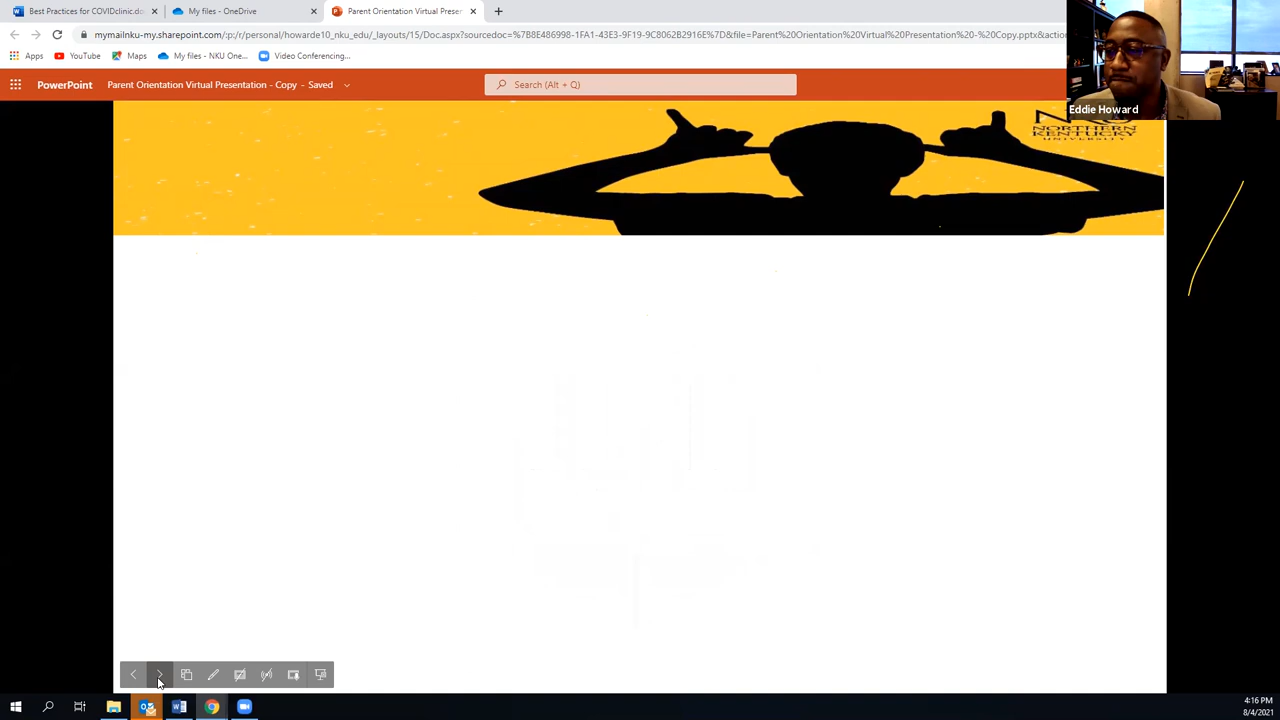 Best Practices for COVIDclinic.do
My files - OneDrive
Parent Orientation Virtual Preser
mymailnku-my.sharepoint.com/:p:/r/personal/howarde10_nku_edu/_layouts/15/Doc.aspx?sourcedoc=%7B8E486998-1FA1-43E3-9F19-9C8062B2916E%7D&file=Parent%20Orientation%20Virtual%20Presentation%20-%20Copy.pptx&actio
Apps
YouTube
Maps
My files - NKU One...
Video Conferencing...
PowerPoint
Parent Orientation Virtual Presentation - Copy - Saved
Search (Alt + Q)
Eddie Howard
NKU
NORTHERN
KENTUCKY
UNIVERSITY
4:16 PM
8/4/2021